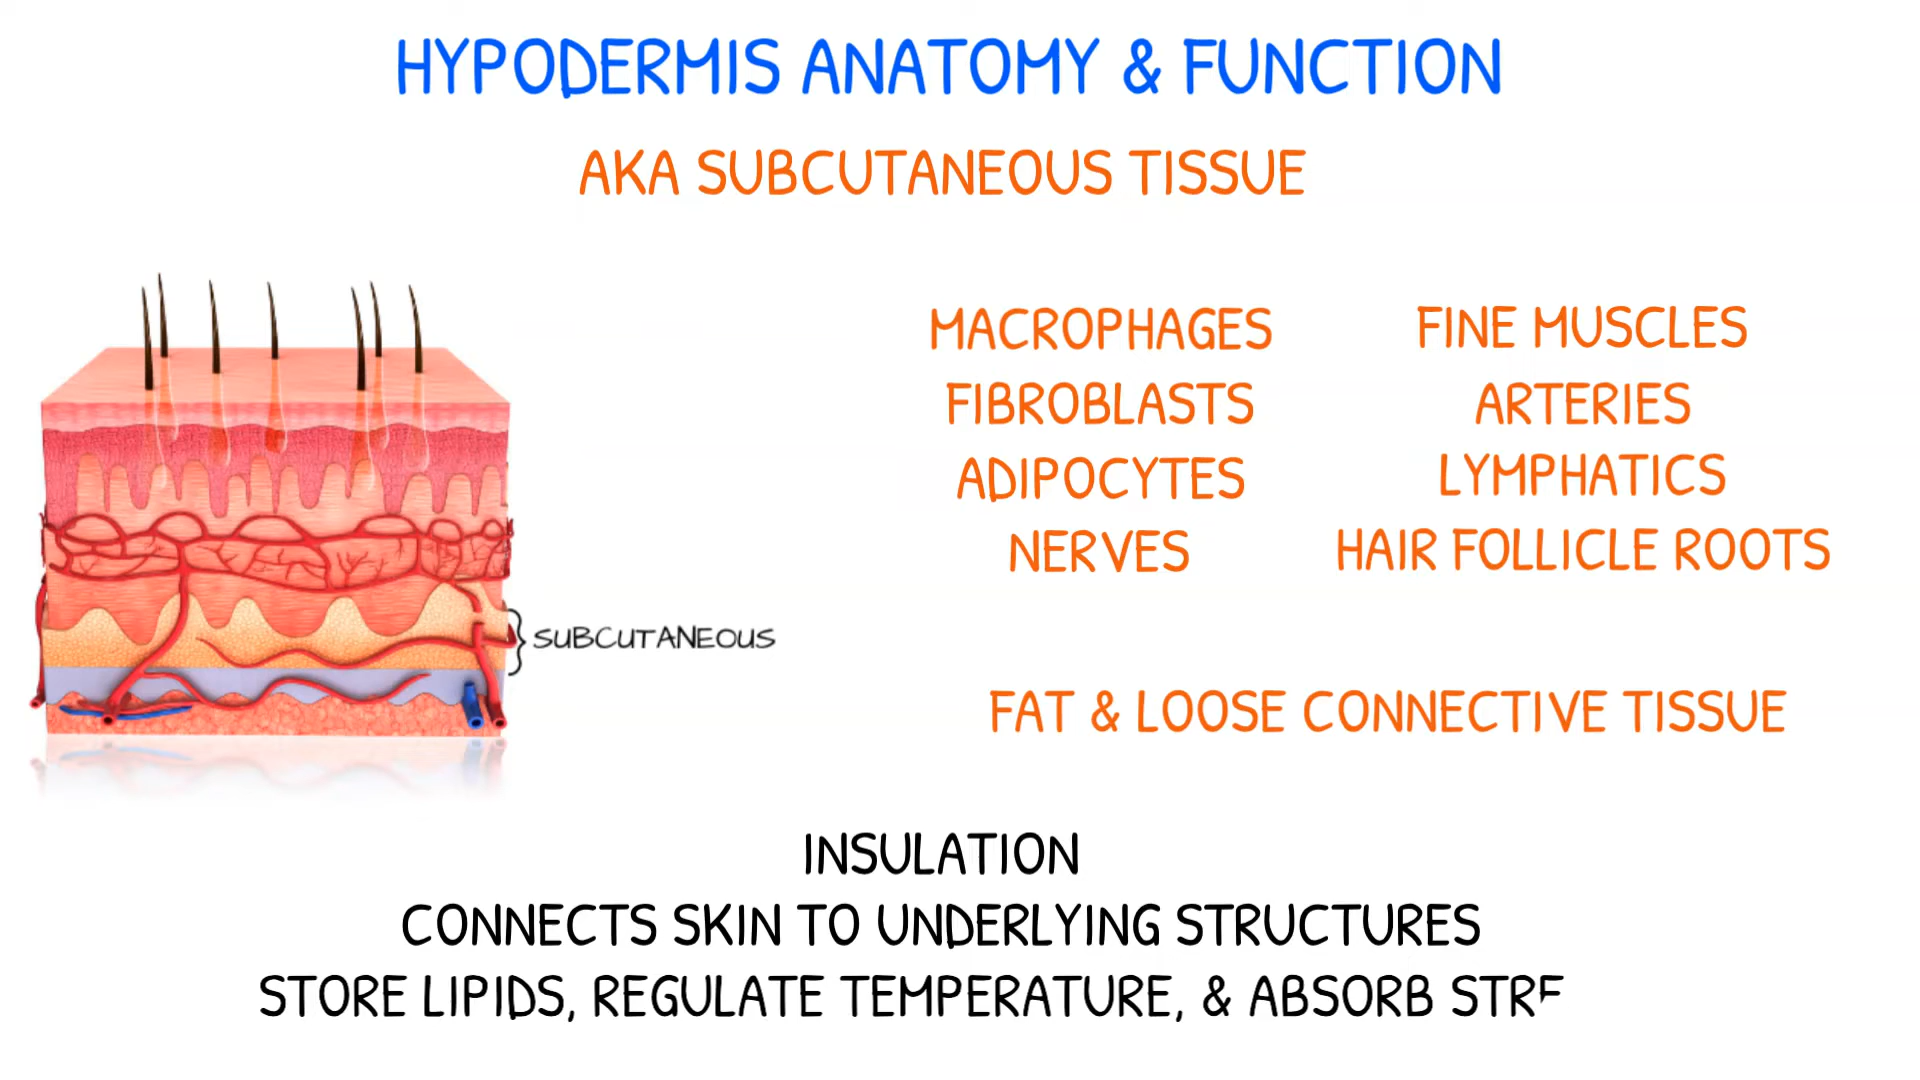 HYPODERMIS ANATOMY & FUNCTION
AKA SUBCUTANEOUS TISSUE
MACROPHAGES
FIBROBLASTS
ADIPOCYTES
NERVES
FINE MUSCLES
ARTERIES
LYMPHATICS
HAIR FOLLICLE ROOTS
SUBCUTANEOUS
FAT & LOOSE CONNECTIVE TISSUE
INSULATION
CONNECTS SKIN TO UNDERLYING STRUCTURES
STORE LIPIDS, REGULATE TEMPERATURE, & ABSORB